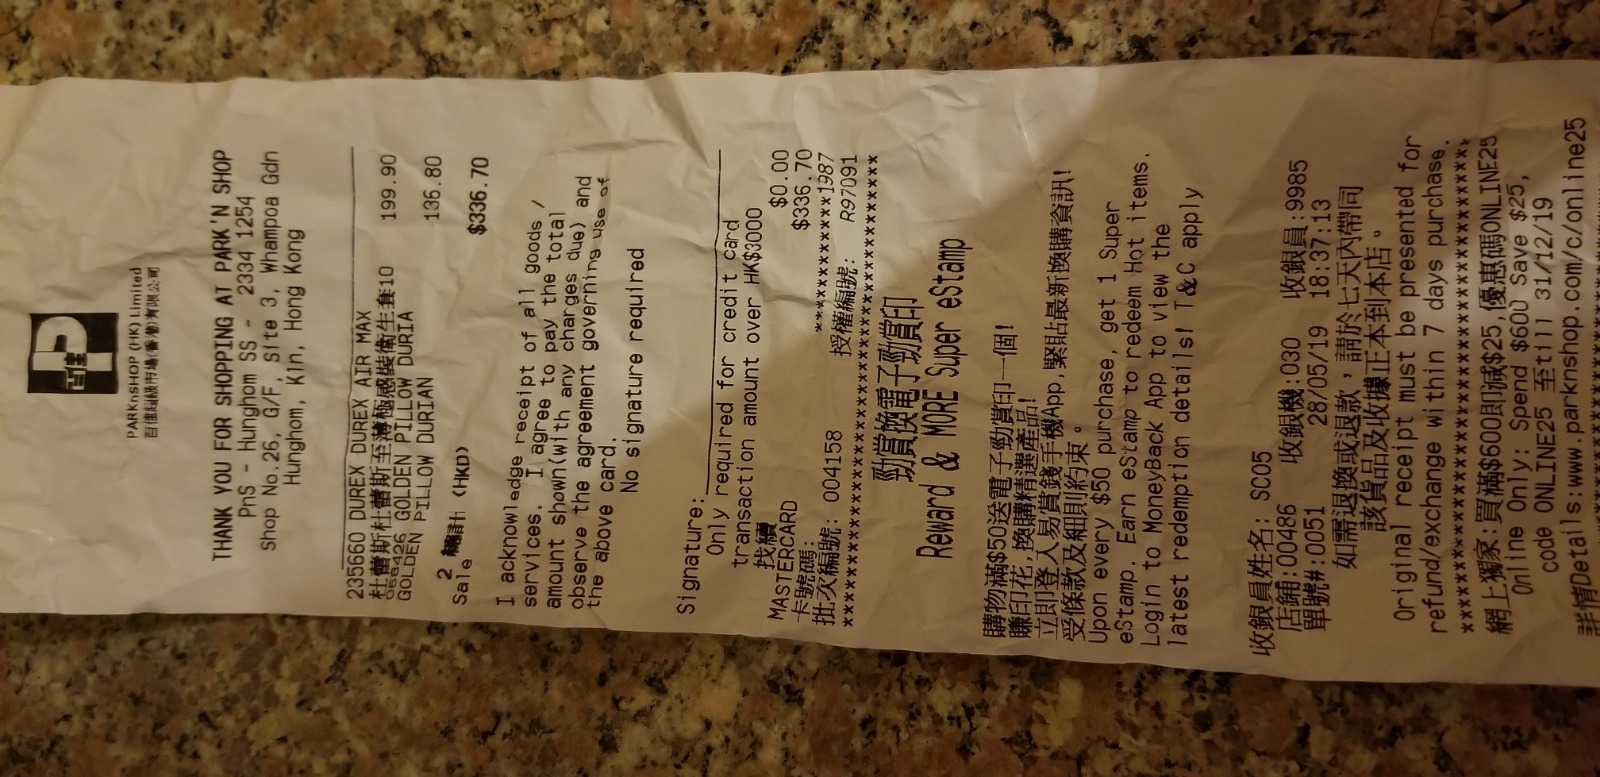 百佳
PARKnSHOP (HK) Limited
百佳超級市場(香港)有限公司
THANK YOU FOR SHOPPING AT PARK'N SHOP
PnS - Hunghom SS - 2334 1254
Shop No.26, G/F, Site 3, Whampoa Gdn
Hunghom, Kln, Hong Kong
235660 DUREX DUREX AIR MAX
杜蕾斯杜蕾斯至薄極感裝衛生套10 199.90
068426 GOLDEN PILLOW DURIA
GOLDEN PILLOW DURIAN 136.80
2 總計 (HKD)
Sale $336.70
I acknowledge receipt of all goods /
services. I agree to pay the total
amount shown(with any charges due) and
observe the agreement governing use of
the above card.
No signature required
Signature:
Only required for credit card
transaction amount over HK$3000
找續 $0.00
MASTERCARD $336.70
卡號碼: ************1987
批次編號: 004158 授權編號: R97091
****************************************
勁賞換電子勁賞印
Reward & MORE Super eStamp
購物滿$50送電子勁賞印一個!
賺印花,換購精選產品!
立即登入易賞錢手機App,緊貼最新換購資訊!
受條款及細則約束。
Upon every $50 purchase, get 1 Super
eStamp. Earn eStamp to redeem Hot items.
Login to MoneyBack App to view the
latest redemption details! T&C apply
收銀員姓名: SC05
店鋪:00486 收銀機:030 收銀員:9985
單號#:0051 28/05/19 18:37:13
如需退換或退款，請於七天內帶同
該貨品及收據正本到本店。
Original receipt must be presented for
refund/exchange within 7 days purchase.
****************************************
網上獨家:買滿$600即減$25,優惠碼ONLINE25
Online Only: Spend $600 Save $25,
code ONLINE25 至till 31/12/19
詳情Details:www.parknshop.com/c/online25